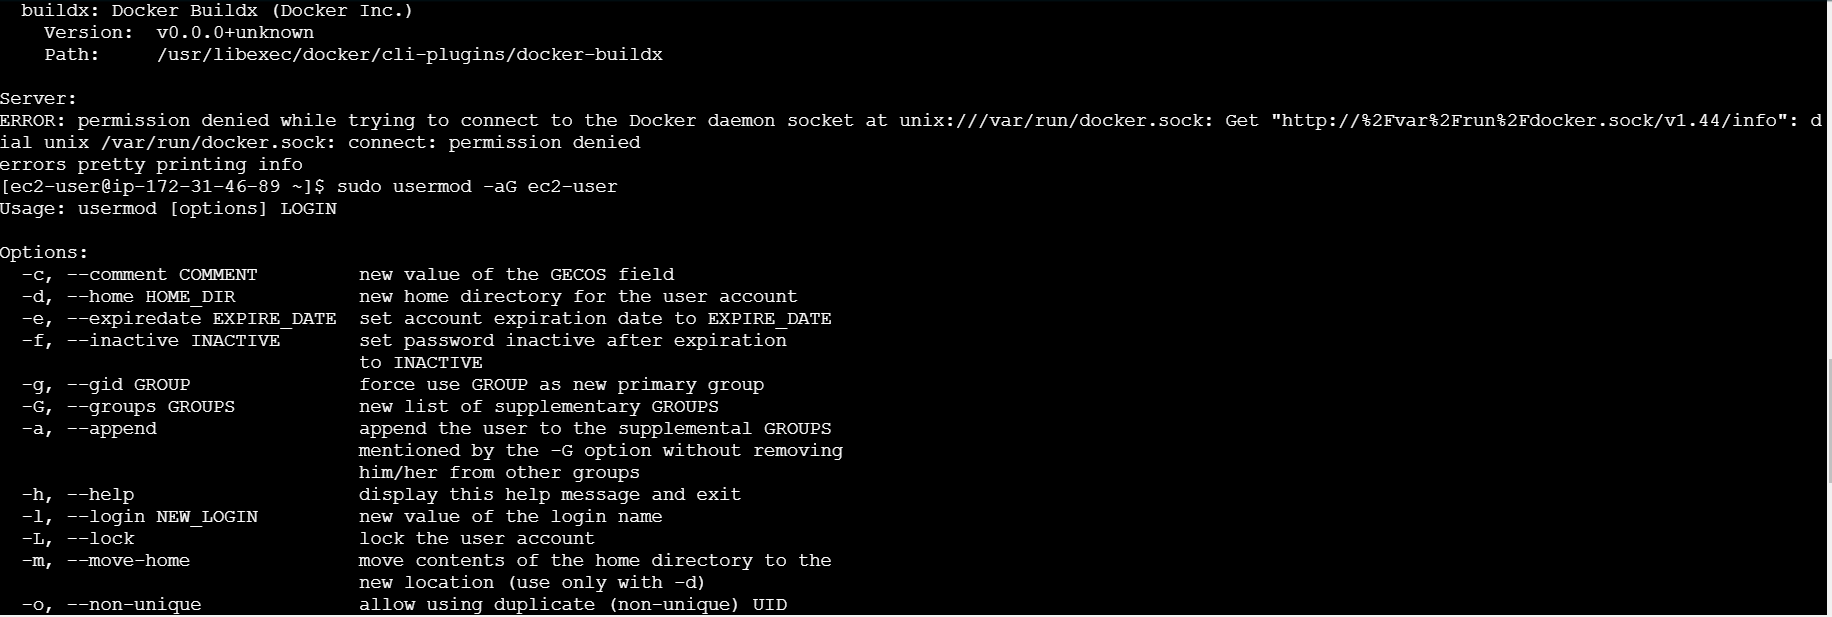 buildx: Docker Buildx (Docker Inc.)
Version:  v0.0.0+unknown
Path:     /usr/libexec/docker/cli-plugins/docker-buildx
Server:
ERROR: permission denied while trying to connect to the Docker daemon socket at unix:///var/run/docker.sock: Get "http://%2Fvar%2Frun%2Fdocker.sock/v1.44/info": d
ial unix /var/run/docker.sock: connect: permission denied
errors pretty printing info
[ec2-user@ip-172-31-46-89 ~]$ sudo usermod -aG ec2-user
Usage: usermod [options] LOGIN
Options:
-c, --comment COMMENT         new value of the GECOS field
-d, --home HOME_DIR           new home directory for the user account
-e, --expiredate EXPIRE_DATE  set account expiration date to EXPIRE_DATE
-f, --inactive INACTIVE       set password inactive after expiration
to INACTIVE
-g, --gid GROUP               force use GROUP as new primary group
-G, --groups GROUPS           new list of supplementary GROUPS
-a, --append                  append the user to the supplemental GROUPS
mentioned by the -G option without removing
him/her from other groups
-h, --help                    display this help message and exit
-l, --login NEW_LOGIN         new value of the login name
-L, --lock                    lock the user account
-m, --move-home               move contents of the home directory to the
new location (use only with -d)
-o, --non-unique              allow using duplicate (non-unique) UID